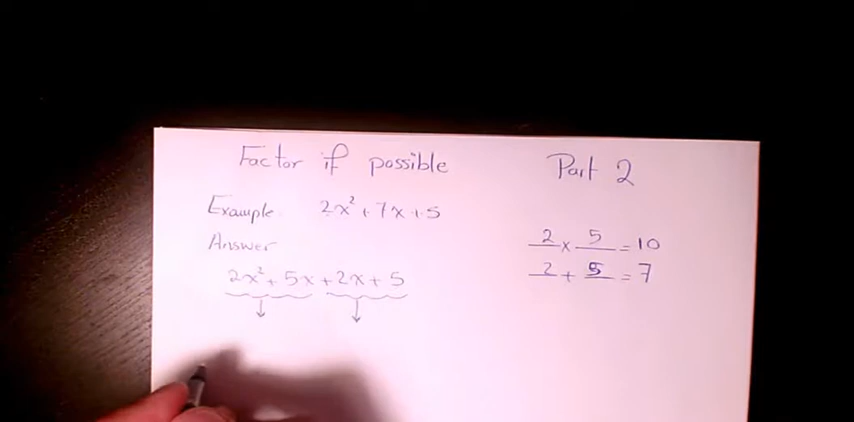 Factor if possible
Part 2
Example 2x² + 7x + 5
Answer
2x² + 5x + 2x + 5
2 x 5 = 10
2 + 5 = 7